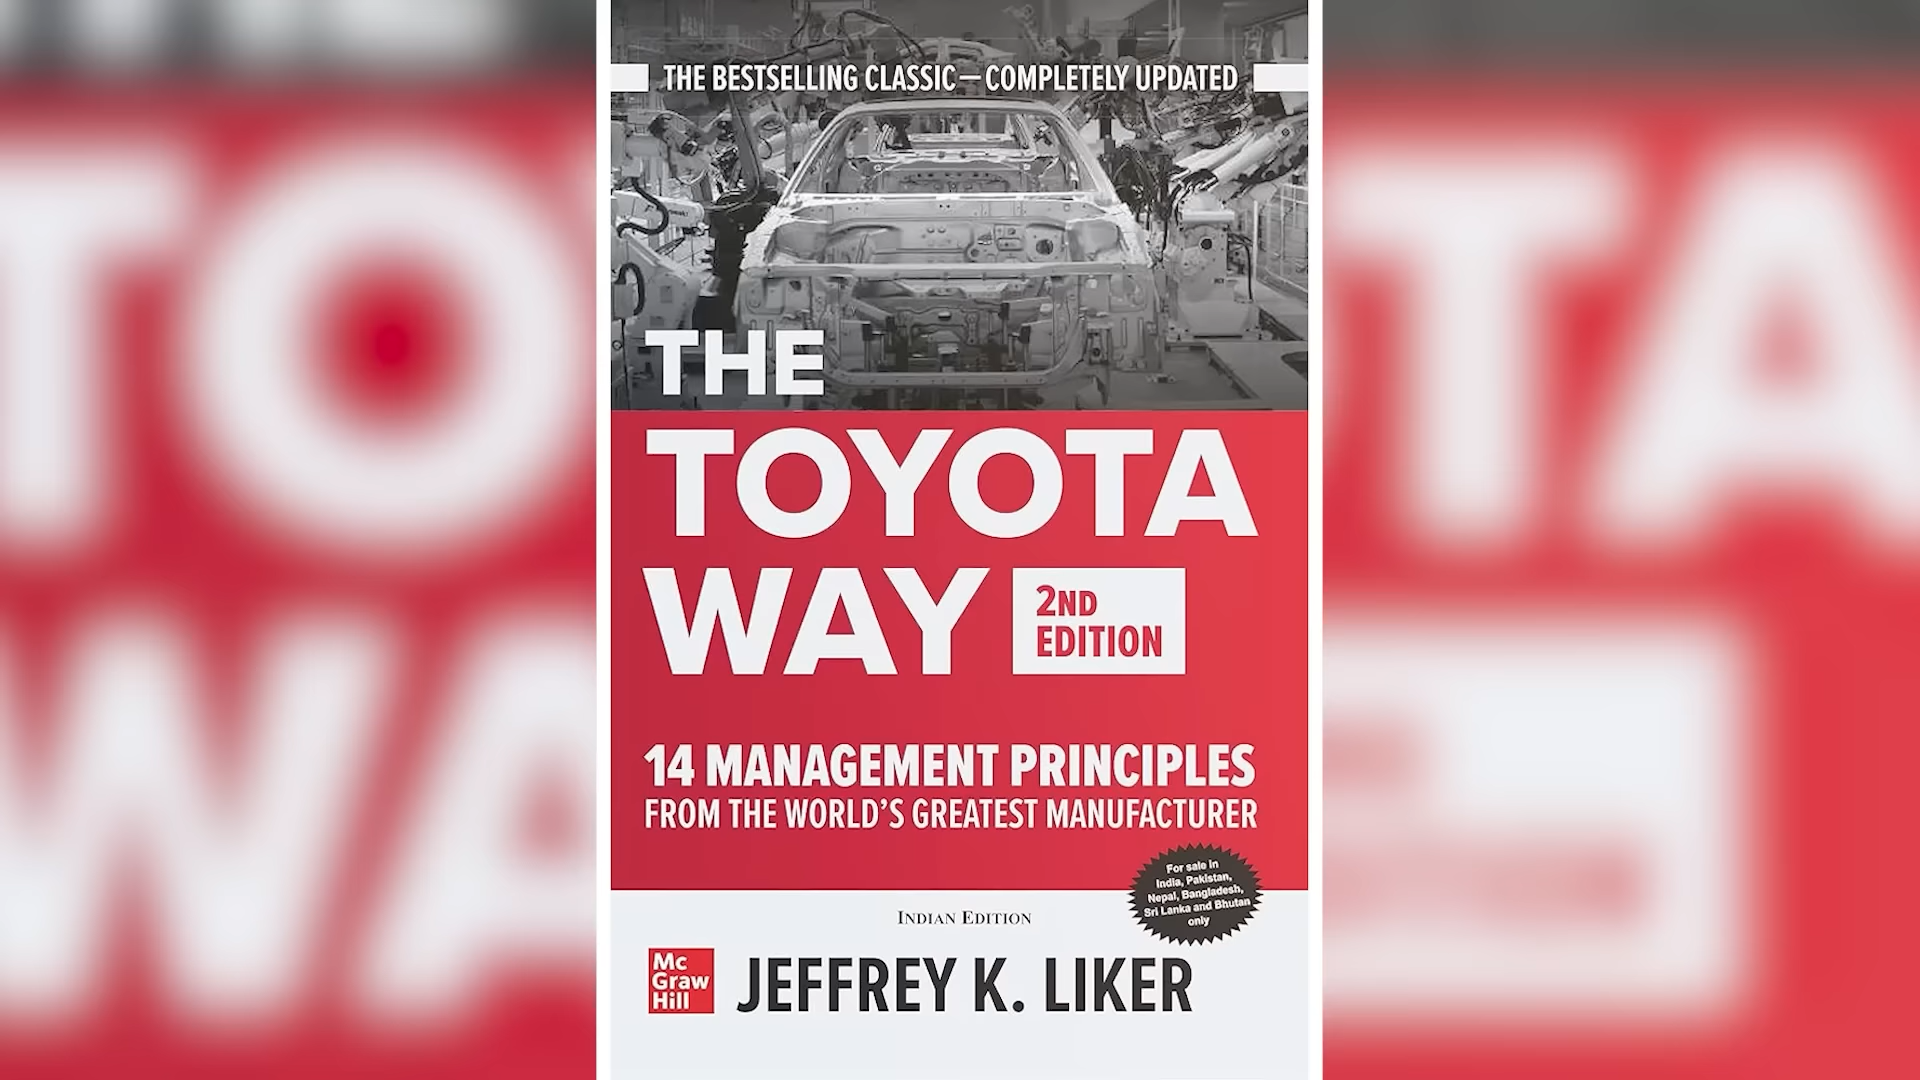 THE BESTSELLING CLASSIC—COMPLETELY UPDATED
THE
TOYOTA
WAY
2ND
EDITION
14 MANAGEMENT PRINCIPLES
FROM THE WORLD'S GREATEST MANUFACTURER
For sale in
India, Pakistan,
Nepal, Bangladesh,
Sri Lanka and Bhutan
only
INDIAN EDITION
Mc
Graw
Hill
JEFFREY K. LIKER